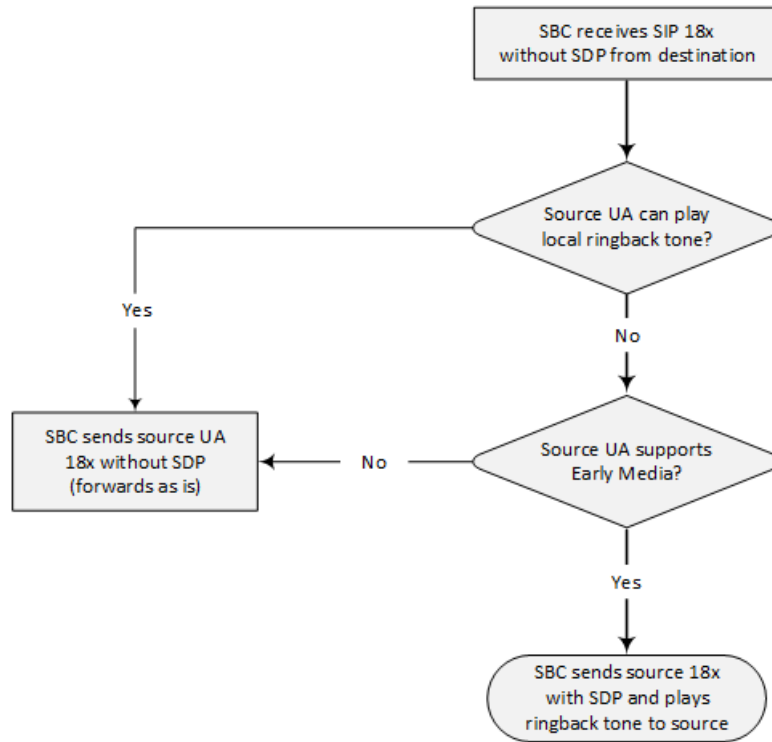 SBC receives SIP 18x
without SDP from destination
Source UA can play
local ringback tone?
Yes
No
SBC sends source UA
18x without SDP
(forwards as is)
No
Source UA supports
Early Media?
Yes
SBC sends source 18x
with SDP and plays
ringback tone to source